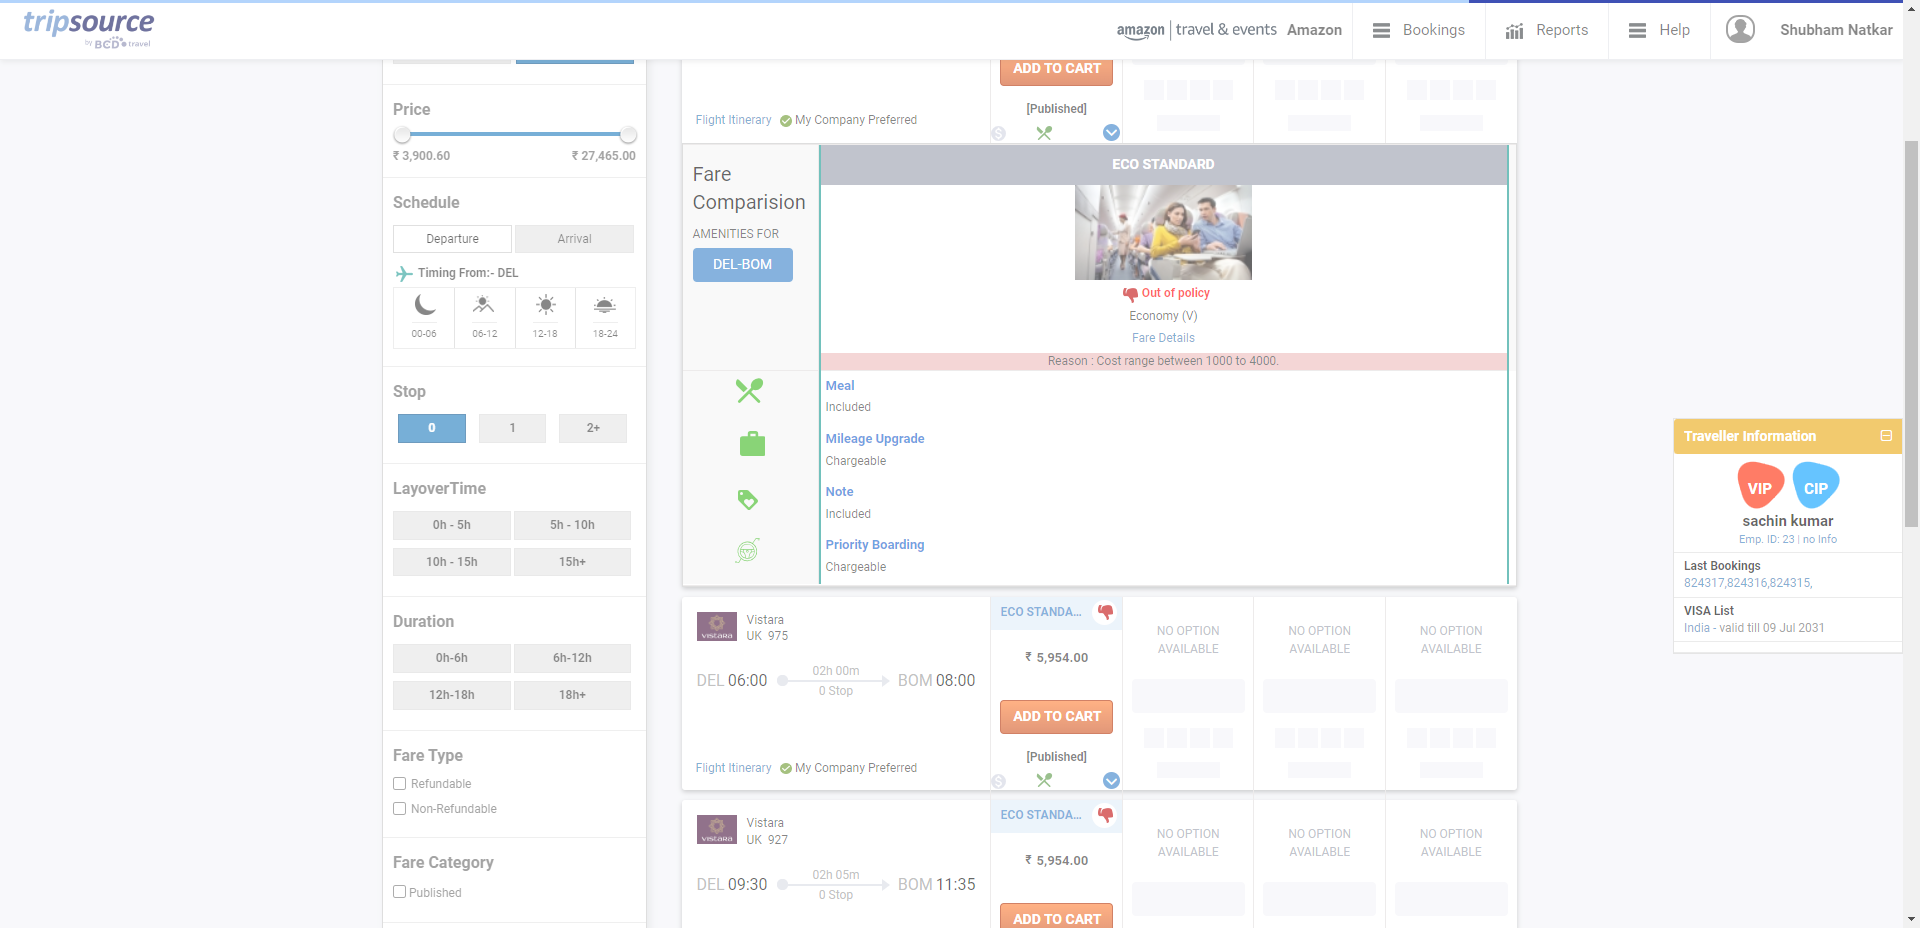 tripsource
by BCD travel
amazon | travel & events Amazon
Bookings
Reports
Help
Shubham Natkar
Price
₹ 3,900.60
₹ 27,465.00
Schedule
Departure
Arrival
Timing From:- DEL
00-06
06-12
12-18
18-24
Stop
0
1
2+
LayoverTime
0h - 5h
5h - 10h
10h - 15h
15h+
Duration
0h-6h
6h-12h
12h-18h
18h+
Fare Type
Refundable
Non-Refundable
Fare Category
Published
ADD TO CART
[Published]
Flight Itinerary
My Company Preferred
Fare
Comparision
AMENITIES FOR
DEL-BOM
ECO STANDARD
Out of policy
Economy (V)
Fare Details
Reason : Cost range between 1000 to 4000.
Meal
Included
Mileage Upgrade
Chargeable
Note
Included
Priority Boarding
Chargeable
VISTARA
Vistara
UK 975
DEL 06:00
02h 00m
0 Stop
BOM 08:00
Flight Itinerary
My Company Preferred
ECO STANDA...
₹ 5,954.00
ADD TO CART
[Published]
NO OPTION
AVAILABLE
NO OPTION
AVAILABLE
NO OPTION
AVAILABLE
VISTARA
Vistara
UK 927
DEL 09:30
02h 05m
0 Stop
BOM 11:35
ECO STANDA...
₹ 5,954.00
ADD TO CART
NO OPTION
AVAILABLE
NO OPTION
AVAILABLE
NO OPTION
AVAILABLE
Traveller Information
VIP
CIP
sachin kumar
Emp. ID: 23 | no Info
Last Bookings
824317,824316,824315,
VISA List
India - valid till 09 Jul 2031